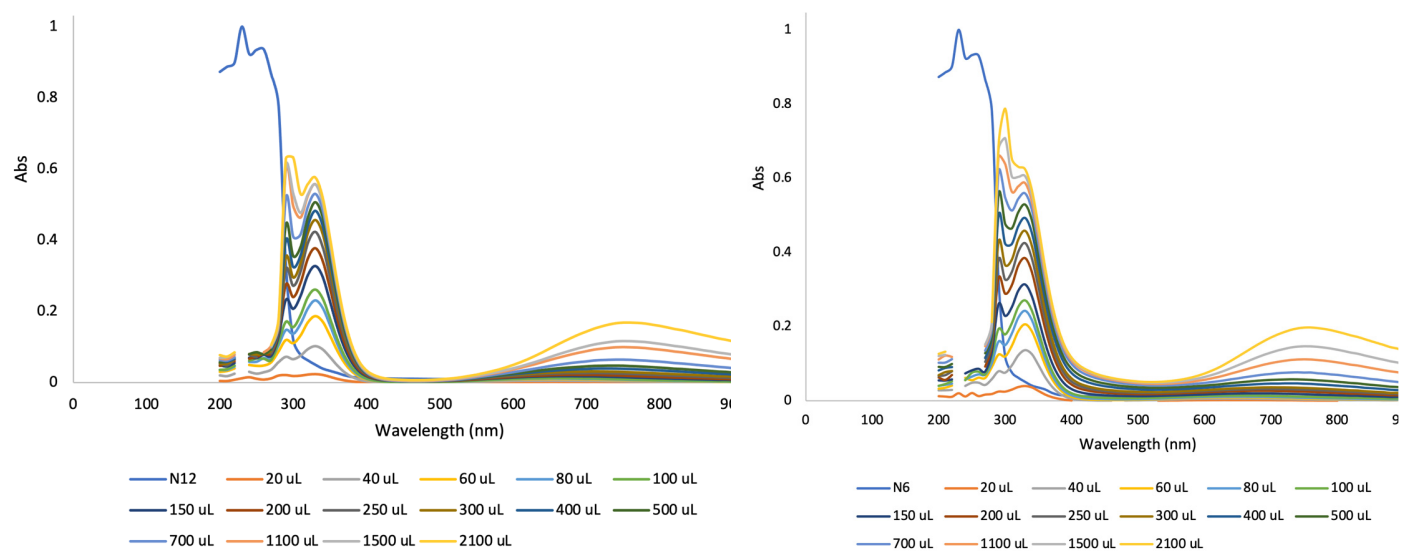 1
0.8
0.6
0.4
0.2
0
Abs
0 100 200 300 400 500 600 700 800 90
Wavelength (nm)
N12 20 uL 40 uL 60 uL 80 uL 100 uL
150 uL 200 uL 250 uL 300 uL 400 uL 500 uL
700 uL 1100 uL 1500 uL 2100 uL
1
0.8
0.6
0.4
0.2
0
Abs
0 100 200 300 400 500 600 700 800 9
Wavelength (nm)
N6 20 uL 40 uL 60 uL 80 uL 100 uL
150 uL 200 uL 250 uL 300 uL 400 uL 500 uL
700 uL 1100 uL 1500 uL 2100 uL